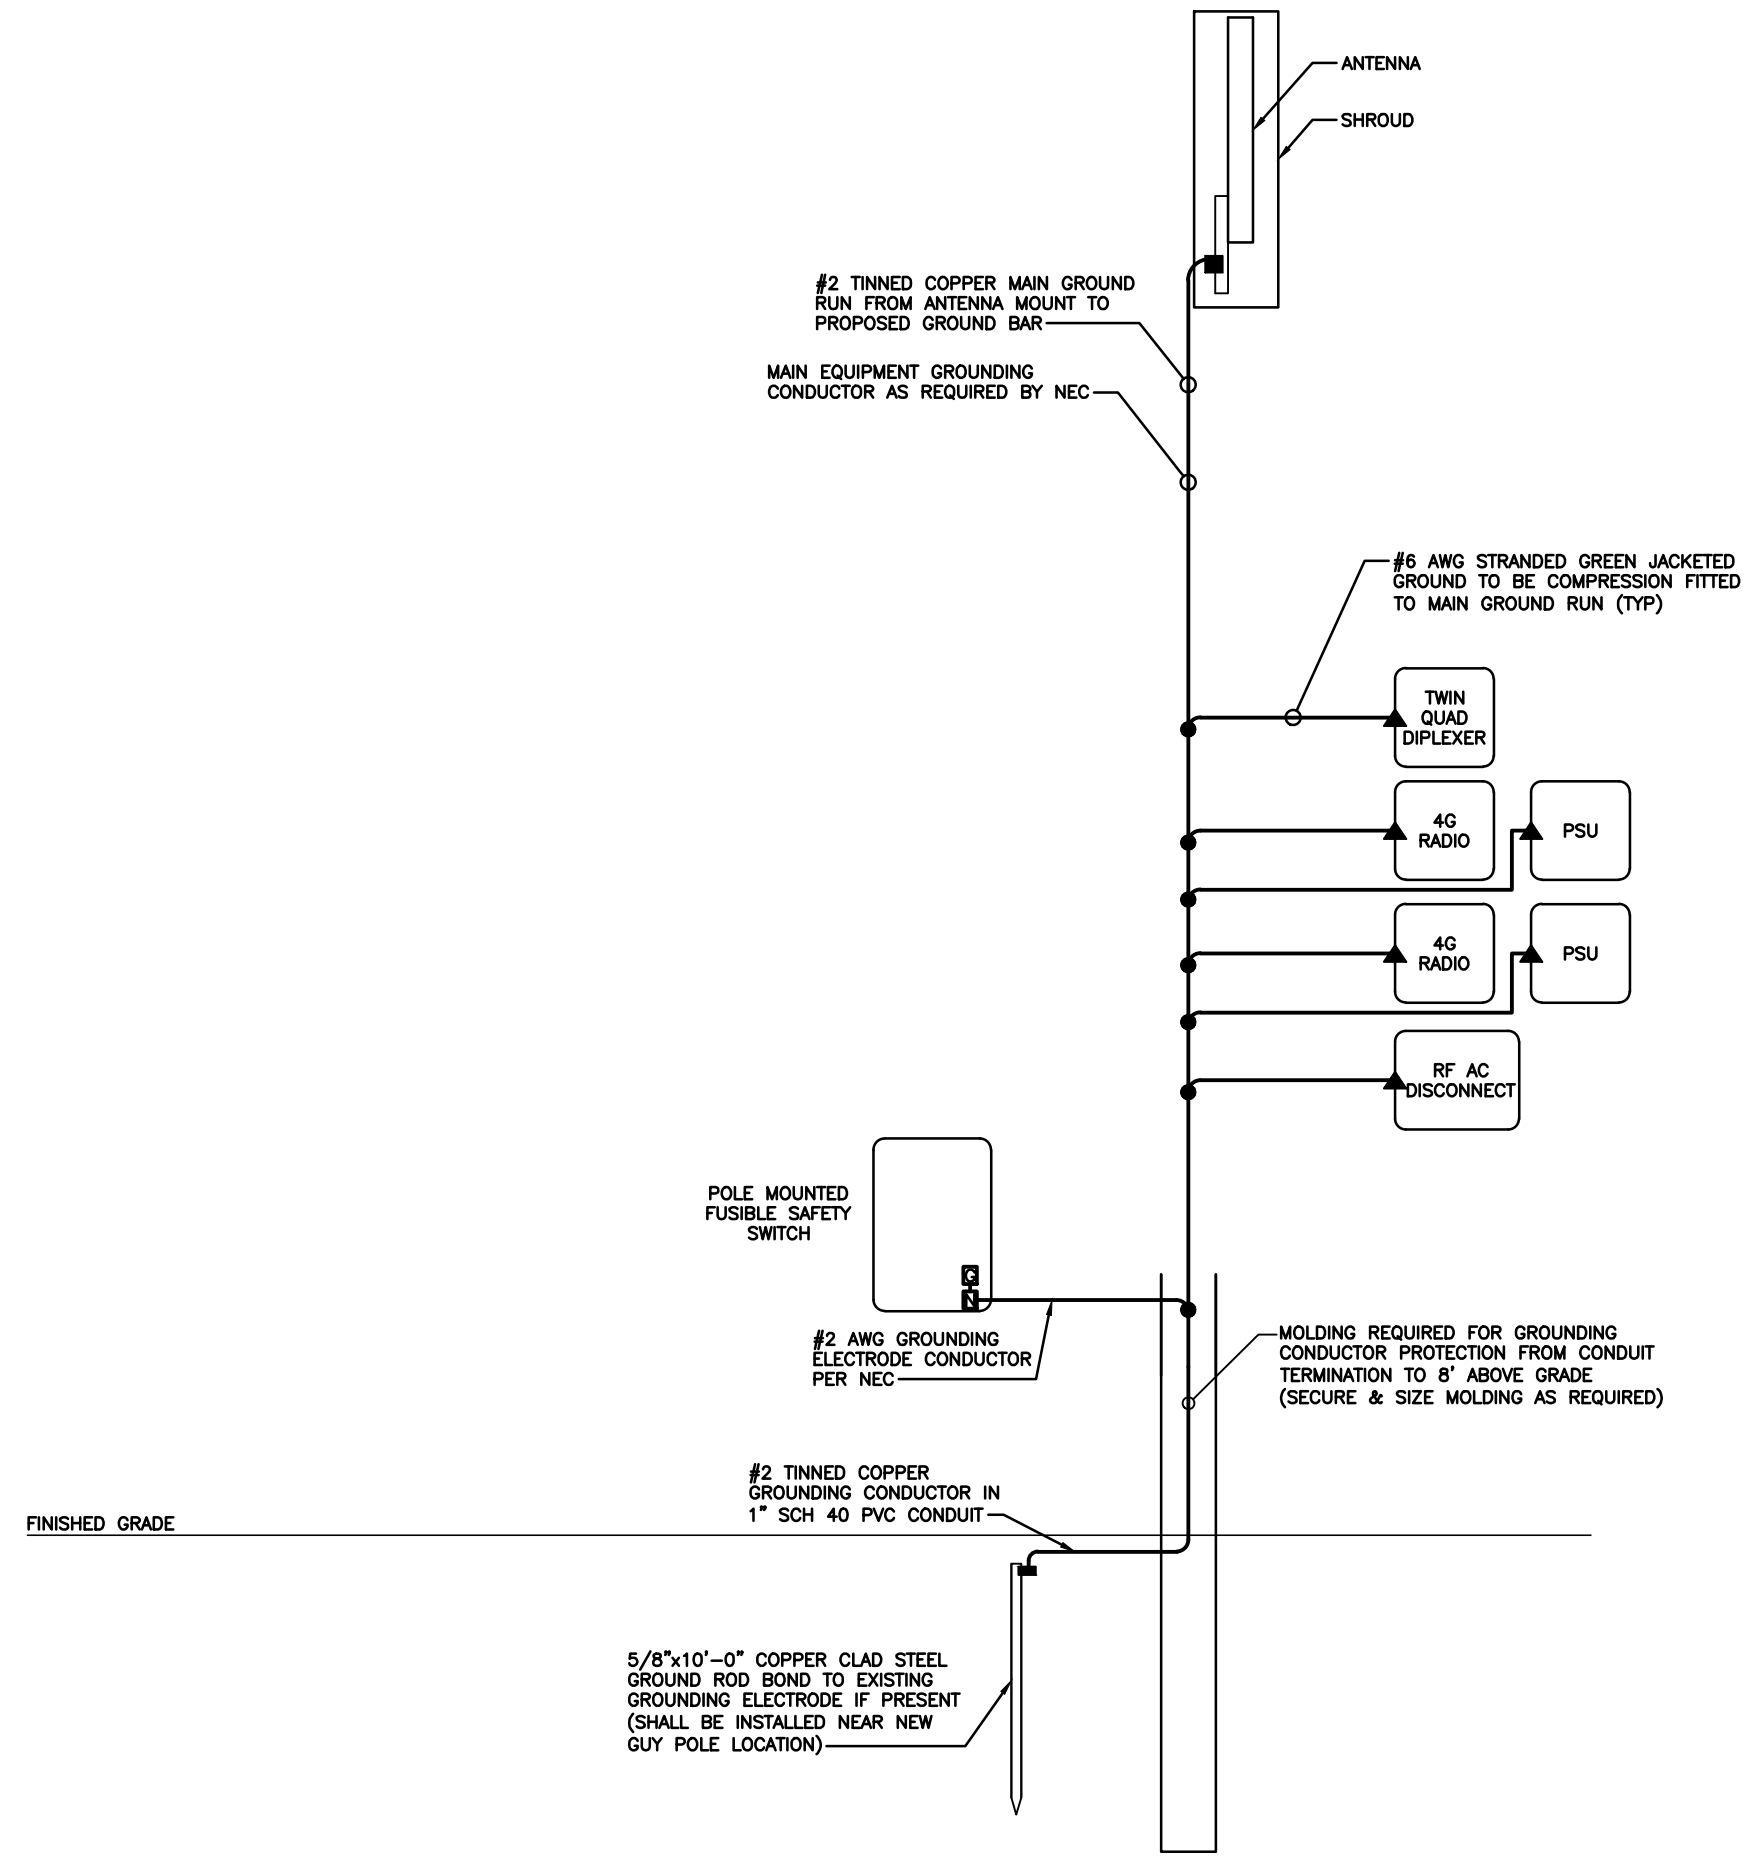 ANTENNA
SHROUD
#2 TINNED COPPER MAIN GROUND
RUN FROM ANTENNA MOUNT TO
PROPOSED GROUND BAR
MAIN EQUIPMENT GROUNDING
CONDUCTOR AS REQUIRED BY NEC
#6 AWG STRANDED GREEN JACKETED
GROUND TO BE COMPRESSION FITTED
TO MAIN GROUND RUN (TYP)
TWIN
QUAD
DIPLEXER
4G
RADIO
PSU
4G
RADIO
PSU
RF AC
DISCONNECT
POLE MOUNTED
FUSIBLE SAFETY
SWITCH
G
N
#2 AWG GROUNDING
ELECTRODE CONDUCTOR
PER NEC
MOLDING REQUIRED FOR GROUNDING
CONDUCTOR PROTECTION FROM CONDUIT
TERMINATION TO 8' ABOVE GRADE
(SECURE & SIZE MOLDING AS REQUIRED)
#2 TINNED COPPER
GROUNDING CONDUCTOR IN
1" SCH 40 PVC CONDUIT
FINISHED GRADE
5/8"x10'-0" COPPER CLAD STEEL
GROUND ROD BOND TO EXISTING
GROUNDING ELECTRODE IF PRESENT
(SHALL BE INSTALLED NEAR NEW
GUY POLE LOCATION)